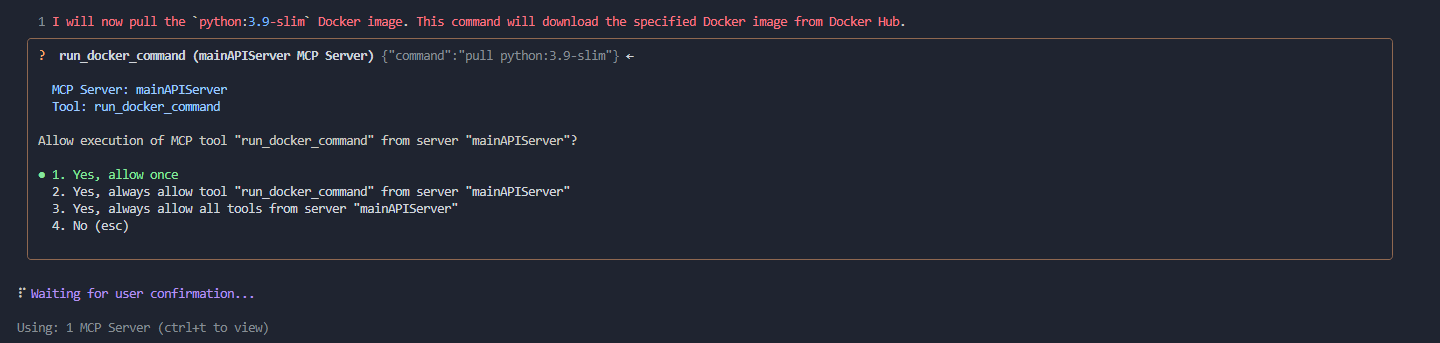 1 I will now pull the `python:3.9-slim` Docker image. This command will download the specified Docker image from Docker Hub.
? run_docker_command (mainAPIServer MCP Server) {"command":"pull python:3.9-slim"} ←
MCP Server: mainAPIServer
Tool: run_docker_command
Allow execution of MCP tool "run_docker_command" from server "mainAPIServer"?
● 1. Yes, allow once
2. Yes, always allow tool "run_docker_command" from server "mainAPIServer"
3. Yes, always allow all tools from server "mainAPIServer"
4. No (esc)
⠏ Waiting for user confirmation...
Using: 1 MCP Server (ctrl+t to view)